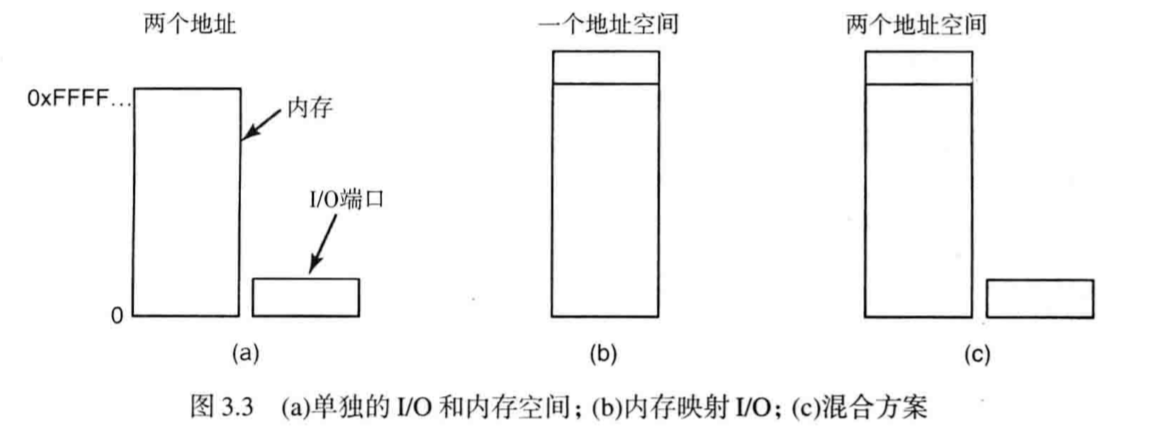 两个地址
一个地址空间
两个地址空间
0xFFFF…
内存
I/O端口
0
(a)
(b)
(c)
图 3.3 (a)单独的 I/O 和内存空间; (b)内存映射 I/O; (c)混合方案